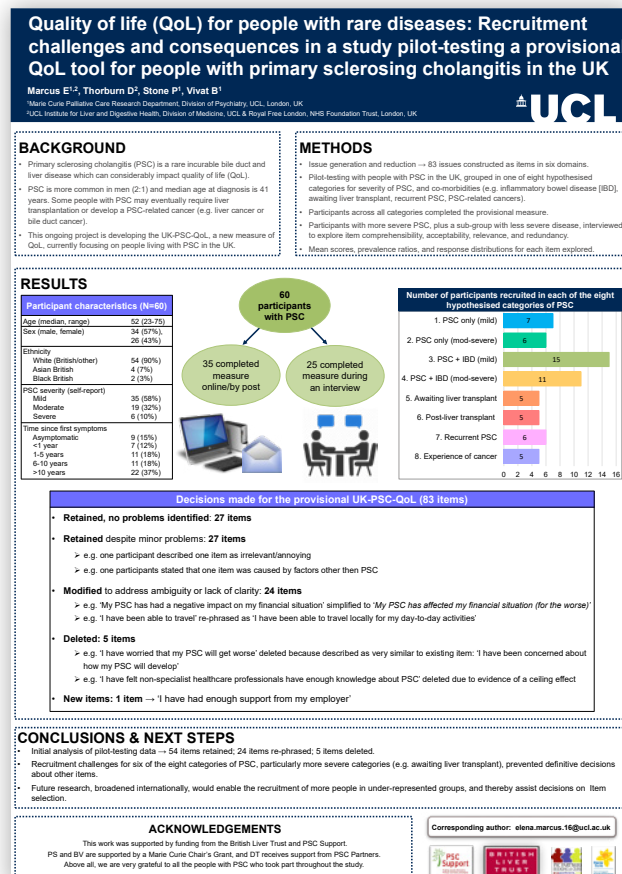 Quality of life (QoL) for people with rare diseases: Recruitment
challenges and consequences in a study pilot-testing a provisiona
QoL tool for people with primary sclerosing cholangitis in the UK
Marcus E1,2, Thorburn D2, Stone P1, Vivat B1
1Marie Curie Palliative Care Research Department, Division of Psychiatry, UCL, London, UK
2UCL Institute for Liver and Digestive Health, Division of Medicine, UCL & Royal Free London, NHS Foundation Trust, London, UK
UCL
BACKGROUND
• Primary sclerosing cholangitis (PSC) is a rare incurable bile duct and
liver disease which can considerably impact quality of life (QoL).
• PSC is more common in men (2:1) and median age at diagnosis is 41
years. Some people with PSC may eventually require liver
transplantation or develop a PSC-related cancer (e.g. liver cancer or
bile duct cancer).
• This ongoing project is developing the UK-PSC-QoL, a new measure of
QoL, currently focusing on people living with PSC in the UK.
METHODS
• Issue generation and reduction → 83 issues constructed as items in six domains.
• Pilot-testing with people with PSC in the UK, grouped in one of eight hypothesised
categories for severity of PSC, and co-morbidities (e.g. inflammatory bowel disease [IBD],
awaiting liver transplant, recurrent PSC, PSC-related cancers).
• Participants across all categories completed the provisional measure.
• Participants with more severe PSC, plus a sub-group with less severe disease, interviewed
to explore item comprehensibility, acceptability, relevance, and redundancy.
• Mean scores, prevalence ratios, and response distributions for each item explored.
RESULTS
Participant characteristics (N=60)
Age (median, range) 52 (23-75)
Sex (male, female) 34 (57%),
26 (43%)
Ethnicity
White (British/other) 54 (90%)
Asian British 4 (7%)
Black British 2 (3%)
PSC severity (self-report)
Mild 35 (58%)
Moderate 19 (32%)
Severe 6 (10%)
Time since first symptoms
Asymptomatic 9 (15%)
<1 year 7 (12%)
1-5 years 11 (18%)
6-10 years 11 (18%)
>10 years 22 (37%)
60
participants
with PSC
35 completed
measure
online/by post
25 completed
measure during
an interview
Number of participants recruited in each of the eight
hypothesised categories of PSC
1. PSC only (mild) 7
2. PSC only (mod-severe) 6
3. PSC + IBD (mild) 15
4. PSC + IBD (mod-severe) 11
5. Awaiting liver transplant 5
6. Post-liver transplant 5
7. Recurrent PSC 6
8. Experience of cancer 5
0 2 4 6 8 10 12 14 16
Decisions made for the provisional UK-PSC-QoL (83 items)
• Retained, no problems identified: 27 items
• Retained despite minor problems: 27 items
➢ e.g. one participant described one item as irrelevant/annoying
➢ e.g. one participants stated that one item was caused by factors other then PSC
• Modified to address ambiguity or lack of clarity: 24 items
➢ e.g. 'My PSC has had a negative impact on my financial situation' simplified to 'My PSC has affected my financial situation (for the worse)'
➢ e.g. 'I have been able to travel' re-phrased as 'I have been able to travel locally for my day-to-day activities'
• Deleted: 5 items
➢ e.g. 'I have worried that my PSC will get worse' deleted because described as very similar to existing item: 'I have been concerned about
how my PSC will develop'
➢ e.g. 'I have felt non-specialist healthcare professionals have enough knowledge about PSC' deleted due to evidence of a ceiling effect
• New items: 1 item → 'I have had enough support from my employer'
CONCLUSIONS & NEXT STEPS
• Initial analysis of pilot-testing data → 54 items retained; 24 items re-phrased; 5 items deleted.
• Recruitment challenges for six of the eight categories of PSC, particularly more severe categories (e.g. awaiting liver transplant), prevented definitive decisions
about other items.
• Future research, broadened internationally, would enable the recruitment of more people in under-represented groups, and thereby assist decisions on Item
selection.
ACKNOWLEDGEMENTS
This work was supported by funding from the British Liver Trust and PSC Support.
PS and BV are supported by a Marie Curie Chair's Grant, and DT receives support from PSC Partners.
Above all, we are very grateful to all the people with PSC who took part throughout the study.
Corresponding author: elena.marcus.16@ucl.ac.uk
PSC
Support
BRITISH
LIVER
TRUST